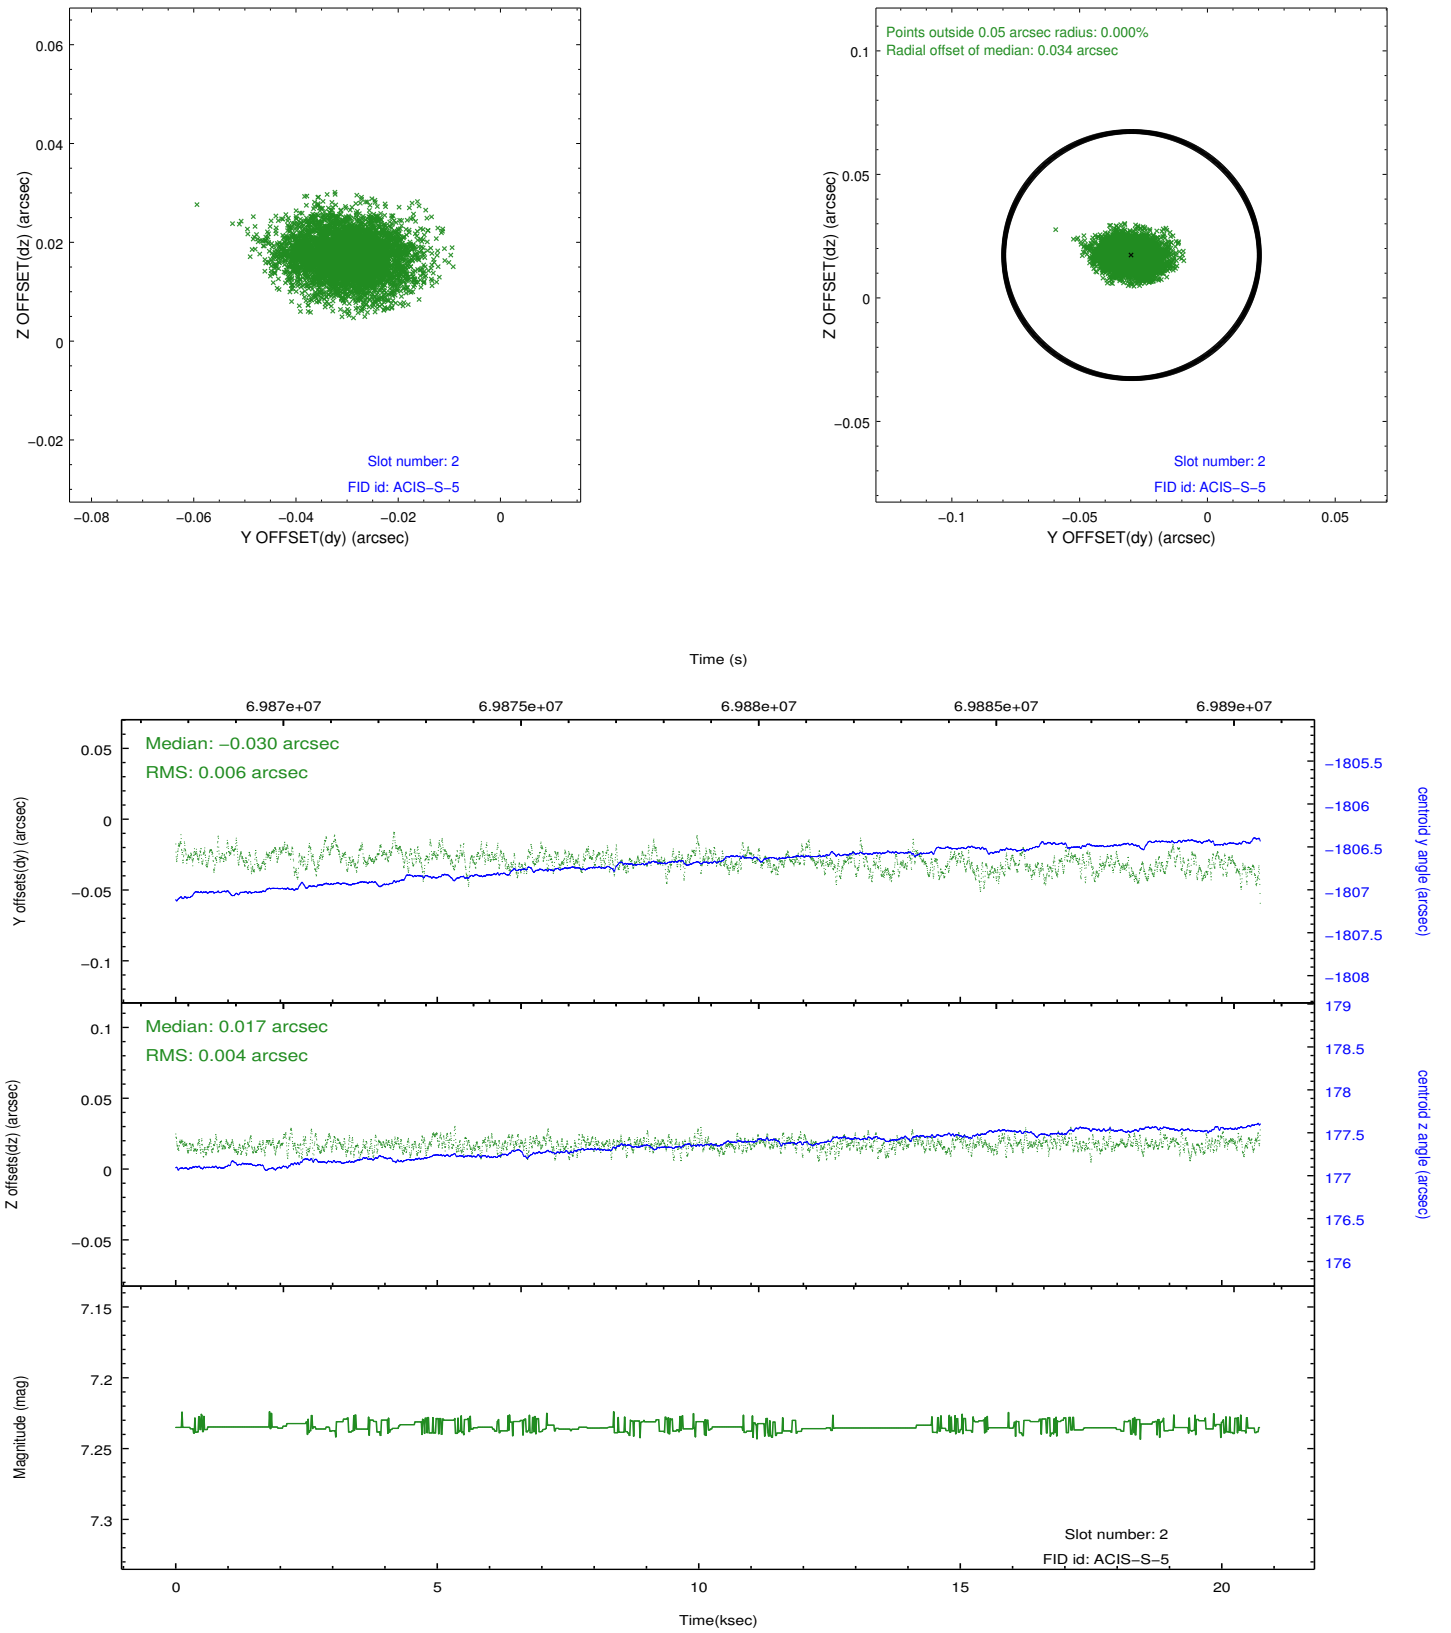 0.06
0.04
0.02
0
−0.02
Z OFFSET(dz) (arcsec)
Slot number: 2
FID id: ACIS−S−5
−0.08 −0.06 −0.04 −0.02 0
Y OFFSET(dy) (arcsec)
Points outside 0.05 arcsec radius: 0.000%
Radial offset of median: 0.034 arcsec
0.1
0.05
0
−0.05
Z OFFSET(dz) (arcsec)
Slot number: 2
FID id: ACIS−S−5
−0.1 −0.05 0 0.05
Y OFFSET(dy) (arcsec)
Time (s)
6.987e+07 6.9875e+07 6.988e+07 6.9885e+07 6.989e+07
Median: −0.030 arcsec
RMS: 0.006 arcsec
0.05
0
−0.05
−0.1
Y offsets(dy) (arcsec)
−1805.5
−1806
−1806.5
−1807
−1807.5
−1808
centroid y angle (arcsec)
Median: 0.017 arcsec
RMS: 0.004 arcsec
0.1
0.05
0
−0.05
Z offsets(dz) (arcsec)
179
178.5
178
177.5
177
176.5
176
centroid z angle (arcsec)
7.15
7.2
7.25
7.3
Magnitude (mag)
Slot number: 2
FID id: ACIS−S−5
0 5 10 15 20
Time(ksec)